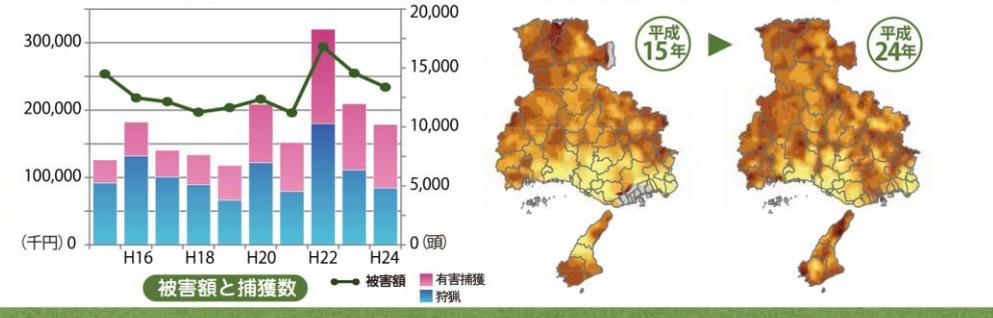 300,000
200,000
100,000
(千円) 0
20,000
15,000
10,000
5,000
0 (頭)
H16 H18 H20 H22 H24
被害額と捕獲数
被害額
有害捕獲
狩猟
平成
15年
平成
24年